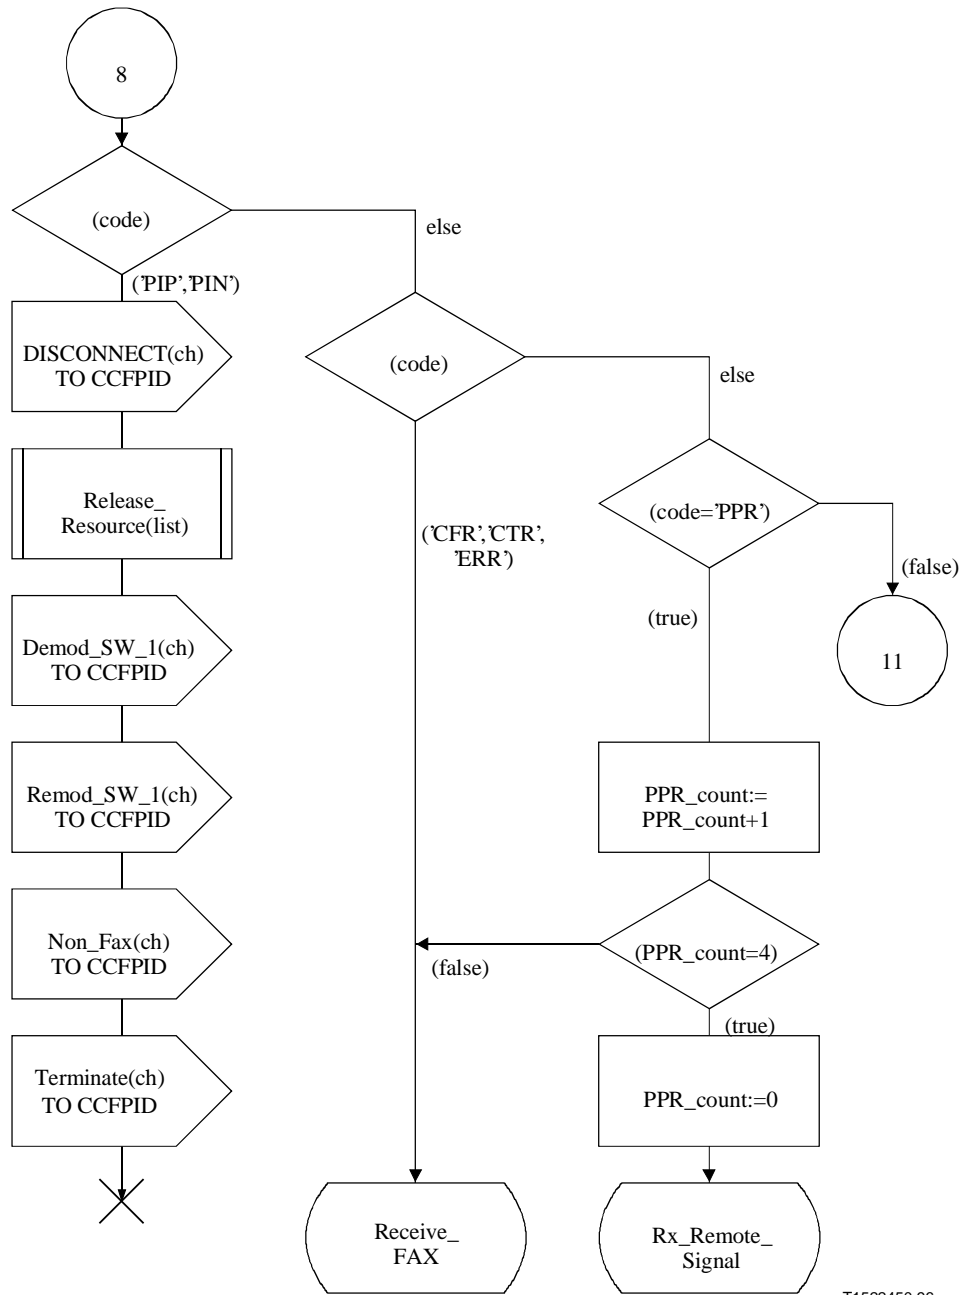 8
(code)
else
('PIP','PIN')
DISCONNECT(ch)
TO CCFPID
(code)
else
Release_
Resource(list)
(code='PPR')
('CFR','CTR',
'ERR')
(false)
(true)
Demod_SW_1(ch)
TO CCFPID
11
Remod_SW_1(ch)
TO CCFPID
PPR_count:=
PPR_count+1
Non_Fax(ch)
TO CCFPID
(PPR_count=4)
(false)
(true)
Terminate(ch)
TO CCFPID
PPR_count:=0
Receive_
FAX
Rx_Remote_
Signal